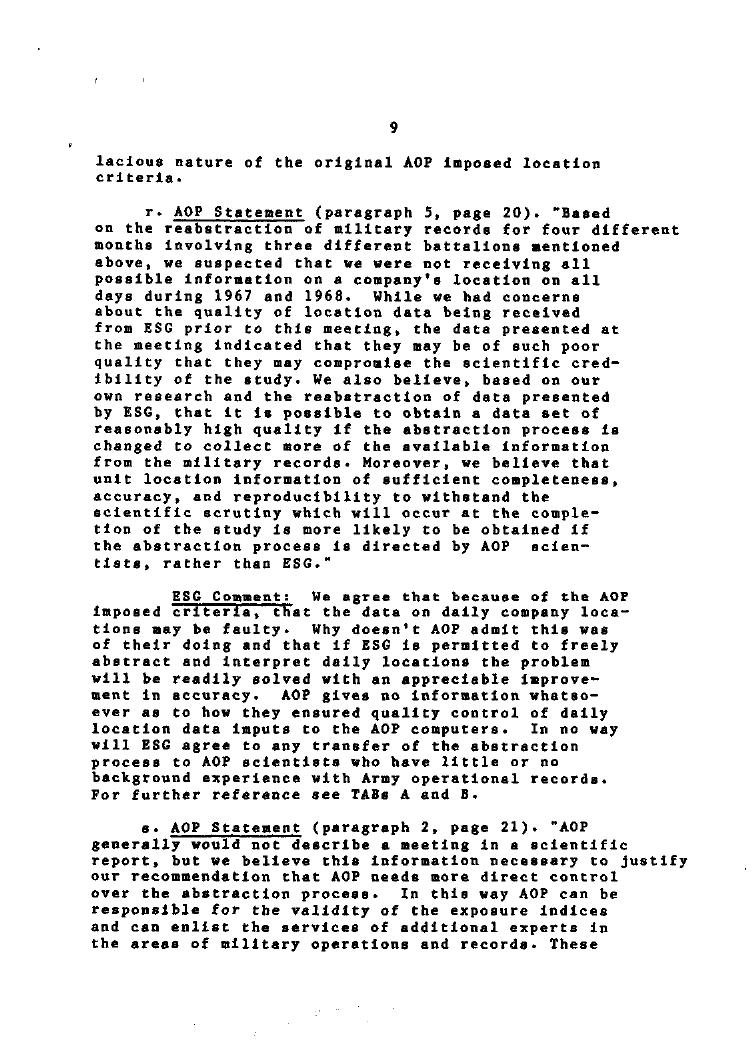 9
lacious nature of the original AOP imposed location
criteria.
r. AOP Statement (paragraph 5, page 20). "Based
on the reabstraction of military records for four different
months involving three different battalions mentioned
above, we suspected that we were not receiving all
possible information on a company's location on all
days during 1967 and 1968. While we had concerns
about the quality of location data being received
from ESG prior to this meeting, the data presented at
the meeting indicated that they may be of such poor
quality that they may compromise the scientific cred-
ibility of the study. We also believe, based on our
own research and the reabstraction of data presented
by ESG, that it is possible to obtain a data set of
reasonably high quality if the abstraction process is
changed to collect more of the available information
from the military records. Moreover, we believe that
unit location information of sufficient completeness,
accuracy, and reproducibility to withstand the
scientific scrutiny which will occur at the comple-
tion of the study is more likely to be obtained if
the abstraction process is directed by AOP scien-
tists, rather than ESG."
ESG Comment: We agree that because of the AOP
imposed criteria, that the data on daily company loca-
tions may be faulty. Why doesn't AOP admit this was
of their doing and that if ESG is permitted to freely
abstract and interpret daily locations the problem
will be readily solved with an appreciable improve-
ment in accuracy. AOP gives no information whatso-
ever as to how they ensured quality control of daily
location data imputs to the AOP computers. In no way
will ESG agree to any transfer of the abstraction
process to AOP scientists who have little or no
background experience with Army operational records.
For further reference see TABs A and B.
s. AOP Statement (paragraph 2, page 21). "AOP
generally would not describe a meeting in a scientific
report, but we believe this information necessary to justify
our recommendation that AOP needs more direct control
over the abstraction process. In this way AOP can be
responsible for the validity of the exposure indices
and can enlist the services of additional experts in
the areas of military operations and records. These